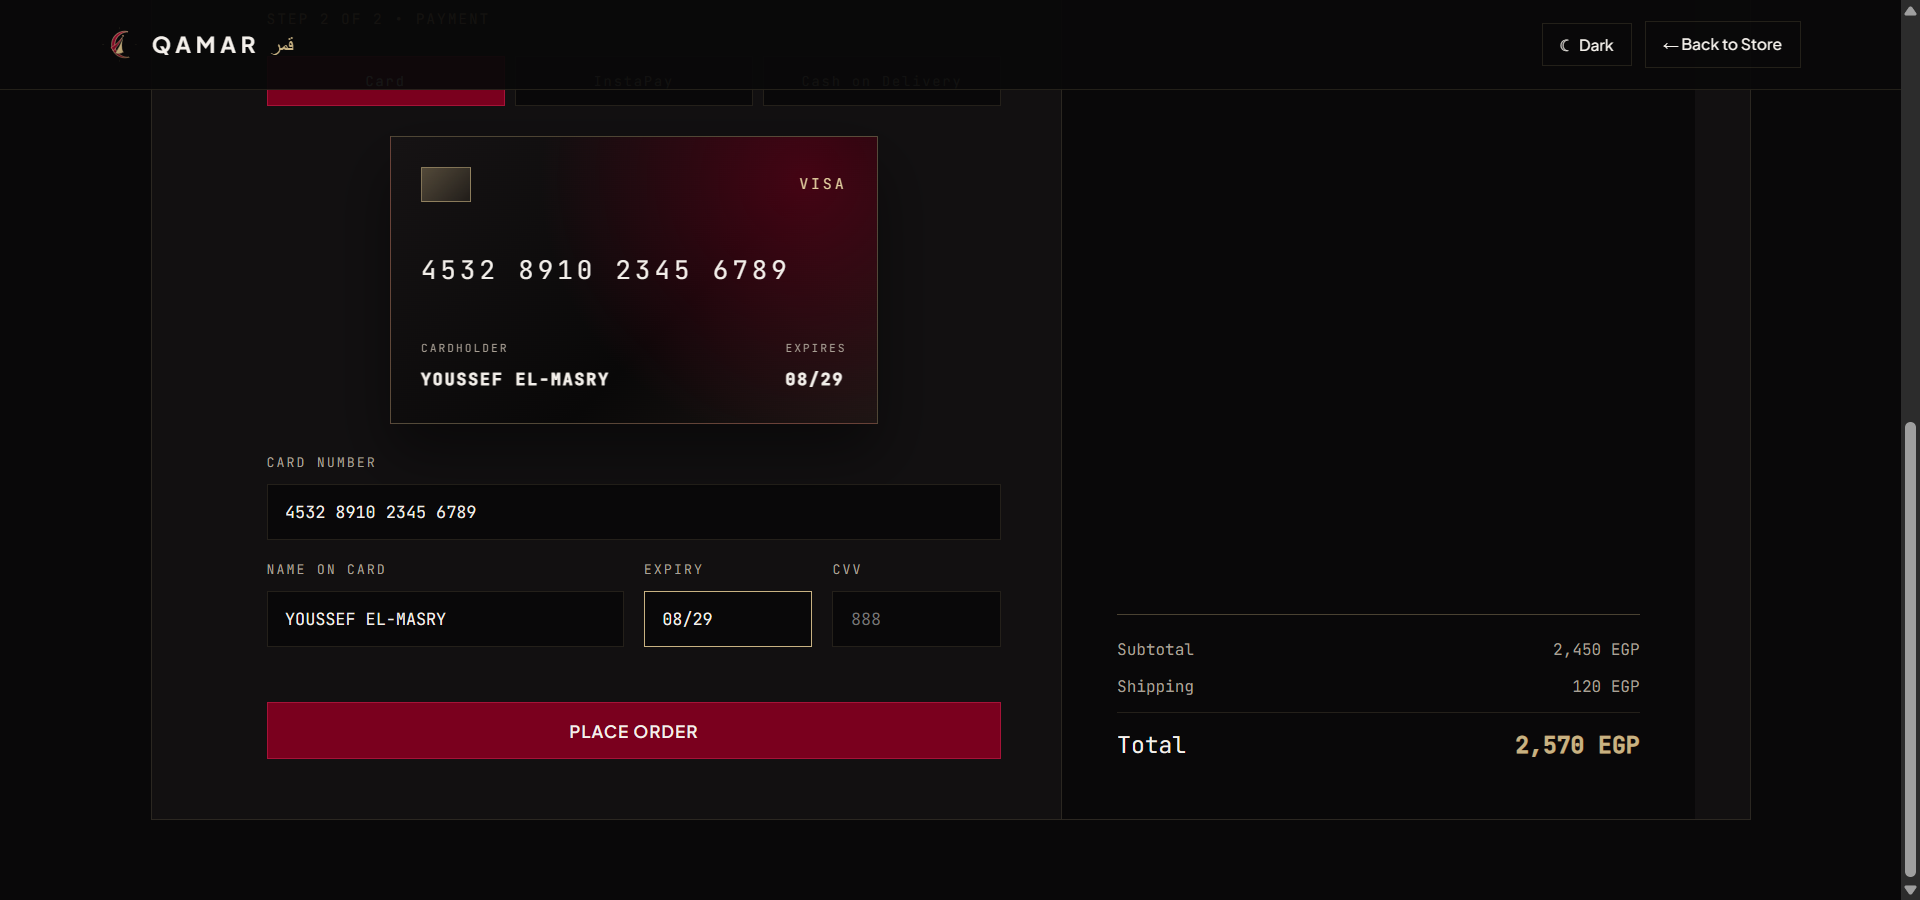 STEP 2 OF 2 • PAYMENT
QAMAR قمر
☾ Dark
← Back to Store
Card
InstaPay
Cash on Delivery
VISA
4532 8910 2345 6789
CARDHOLDER
EXPIRES
YOUSSEF EL-MASRY
08/29
CARD NUMBER
4532 8910 2345 6789
NAME ON CARD
EXPIRY
CVV
YOUSSEF EL-MASRY
08/29
888
PLACE ORDER
Subtotal
2,450 EGP
Shipping
120 EGP
Total
2,570 EGP